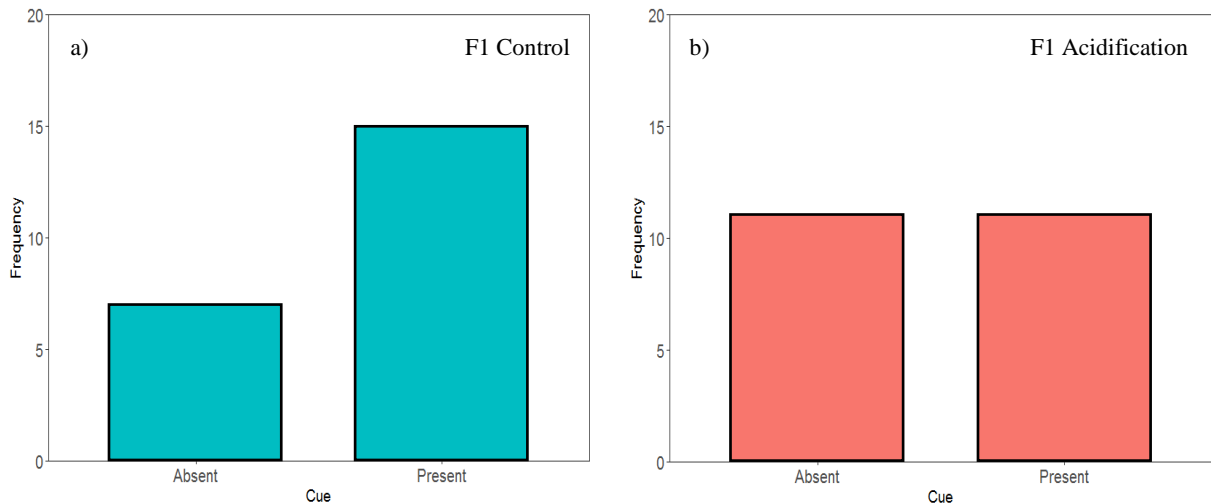 a)
F1 Control
20
15
10
5
0
Frequency
Absent
Present
Cue
b)
F1 Acidification
20
15
10
5
0
Frequency
Absent
Present
Cue